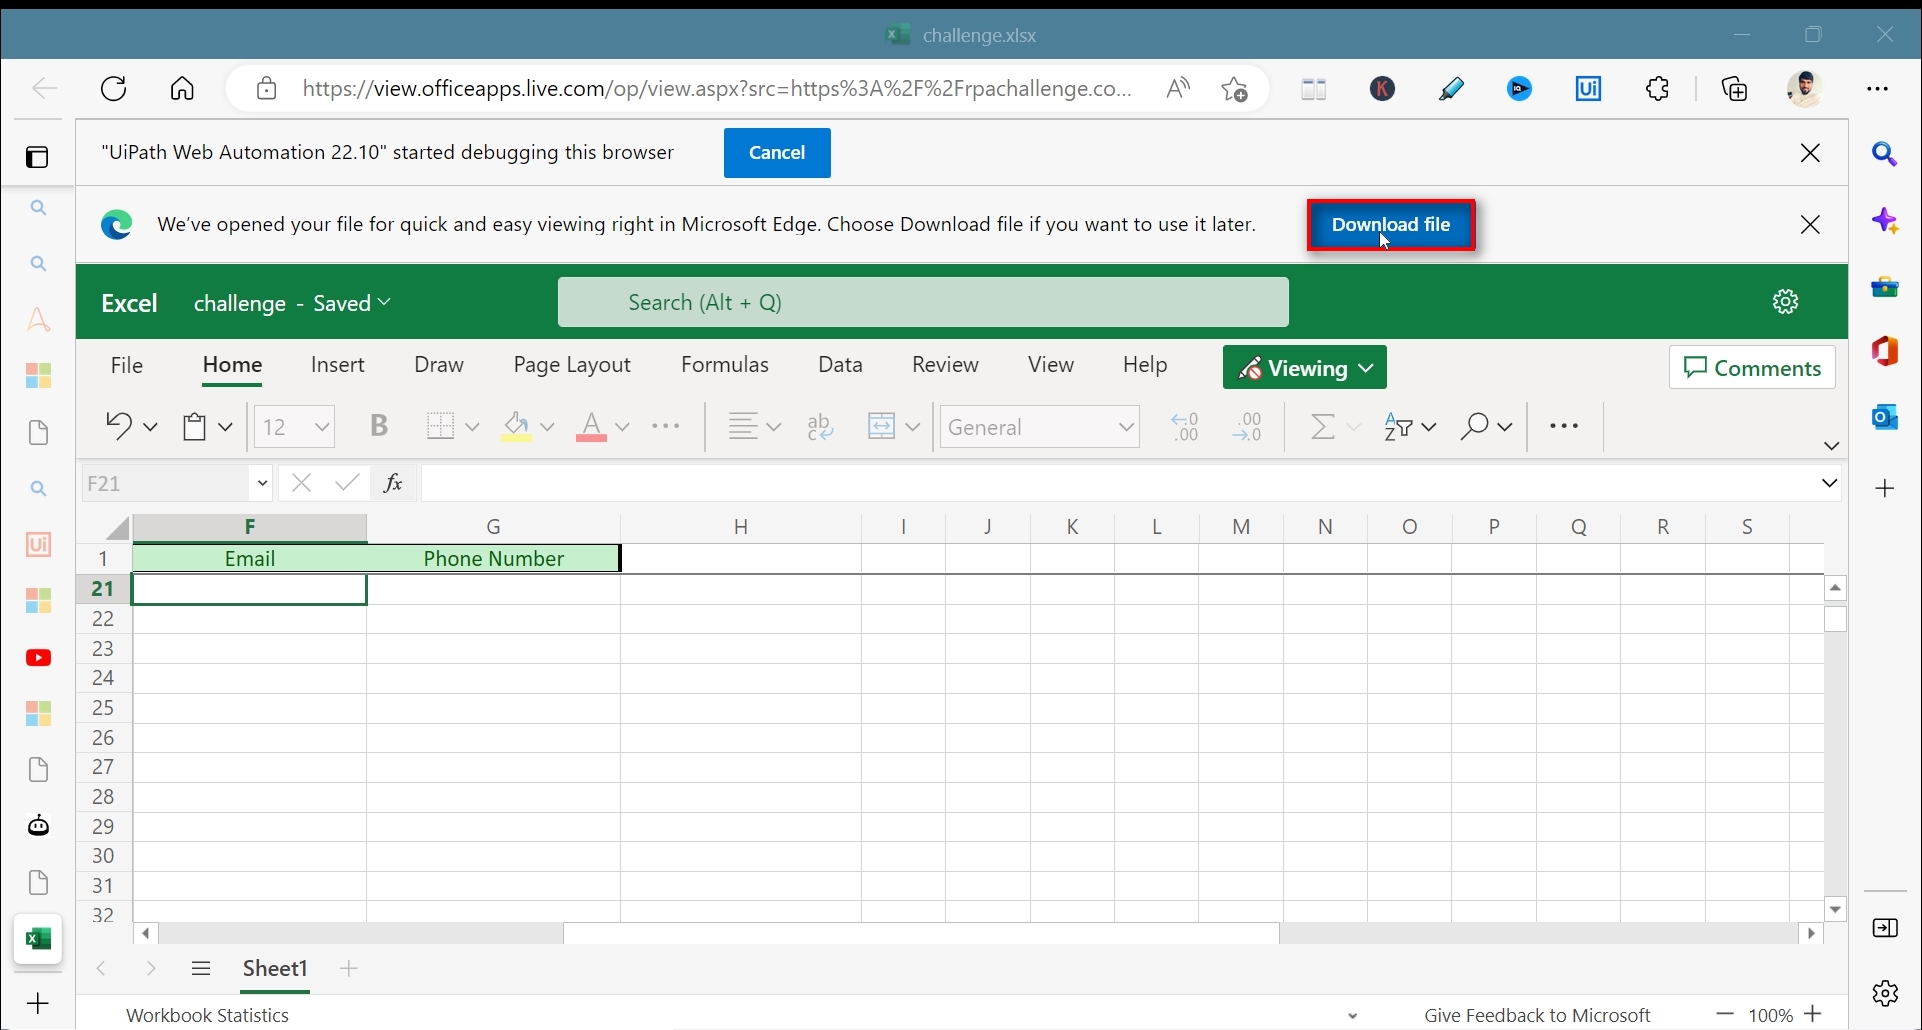 challenge.xlsx
https://view.officeapps.live.com/op/view.aspx?src=https%3A%2F%2Frpachallenge.co...
"UiPath Web Automation 22.10" started debugging this browser
Cancel
We've opened your file for quick and easy viewing right in Microsoft Edge. Choose Download file if you want to use it later.
Download file
Excel challenge - Saved
Search (Alt + Q)
File Home Insert Draw Page Layout Formulas Data Review View Help
Viewing
Comments
12 B A ab c General .00 .00 A Z
F21 fx
F G H I J K L M N O P Q R S
1 Email Phone Number
21
22
23
24
25
26
27
28
29
30
31
32
Sheet1
Workbook Statistics
Give Feedback to Microsoft
100%